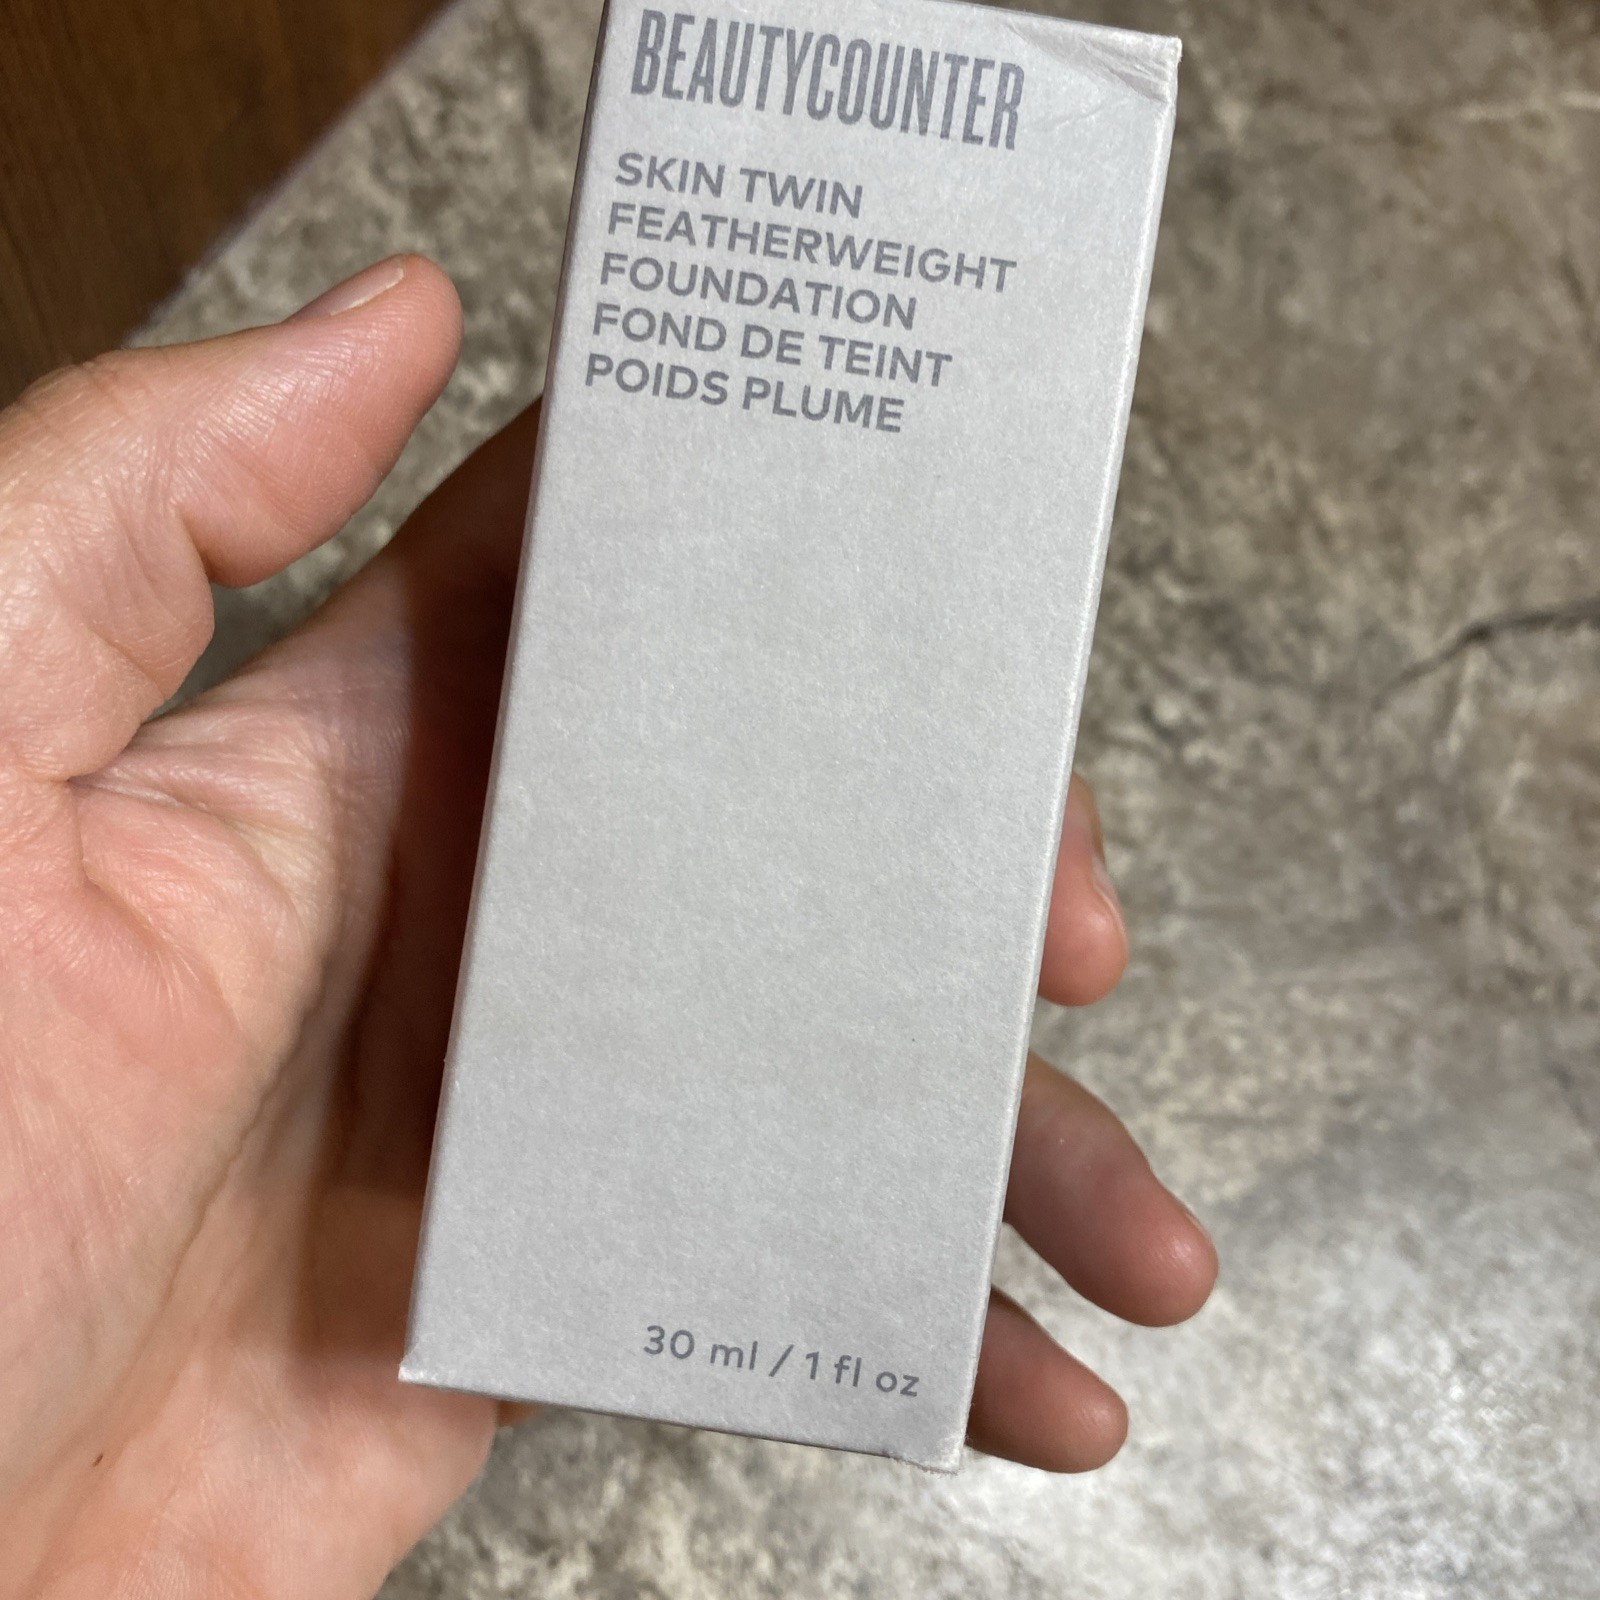 BEAUTYCOUNTER
SKIN TWIN
FEATHERWEIGHT
FOUNDATION
FOND DE TEINT
POIDS PLUME
30 ml / 1 fl oz